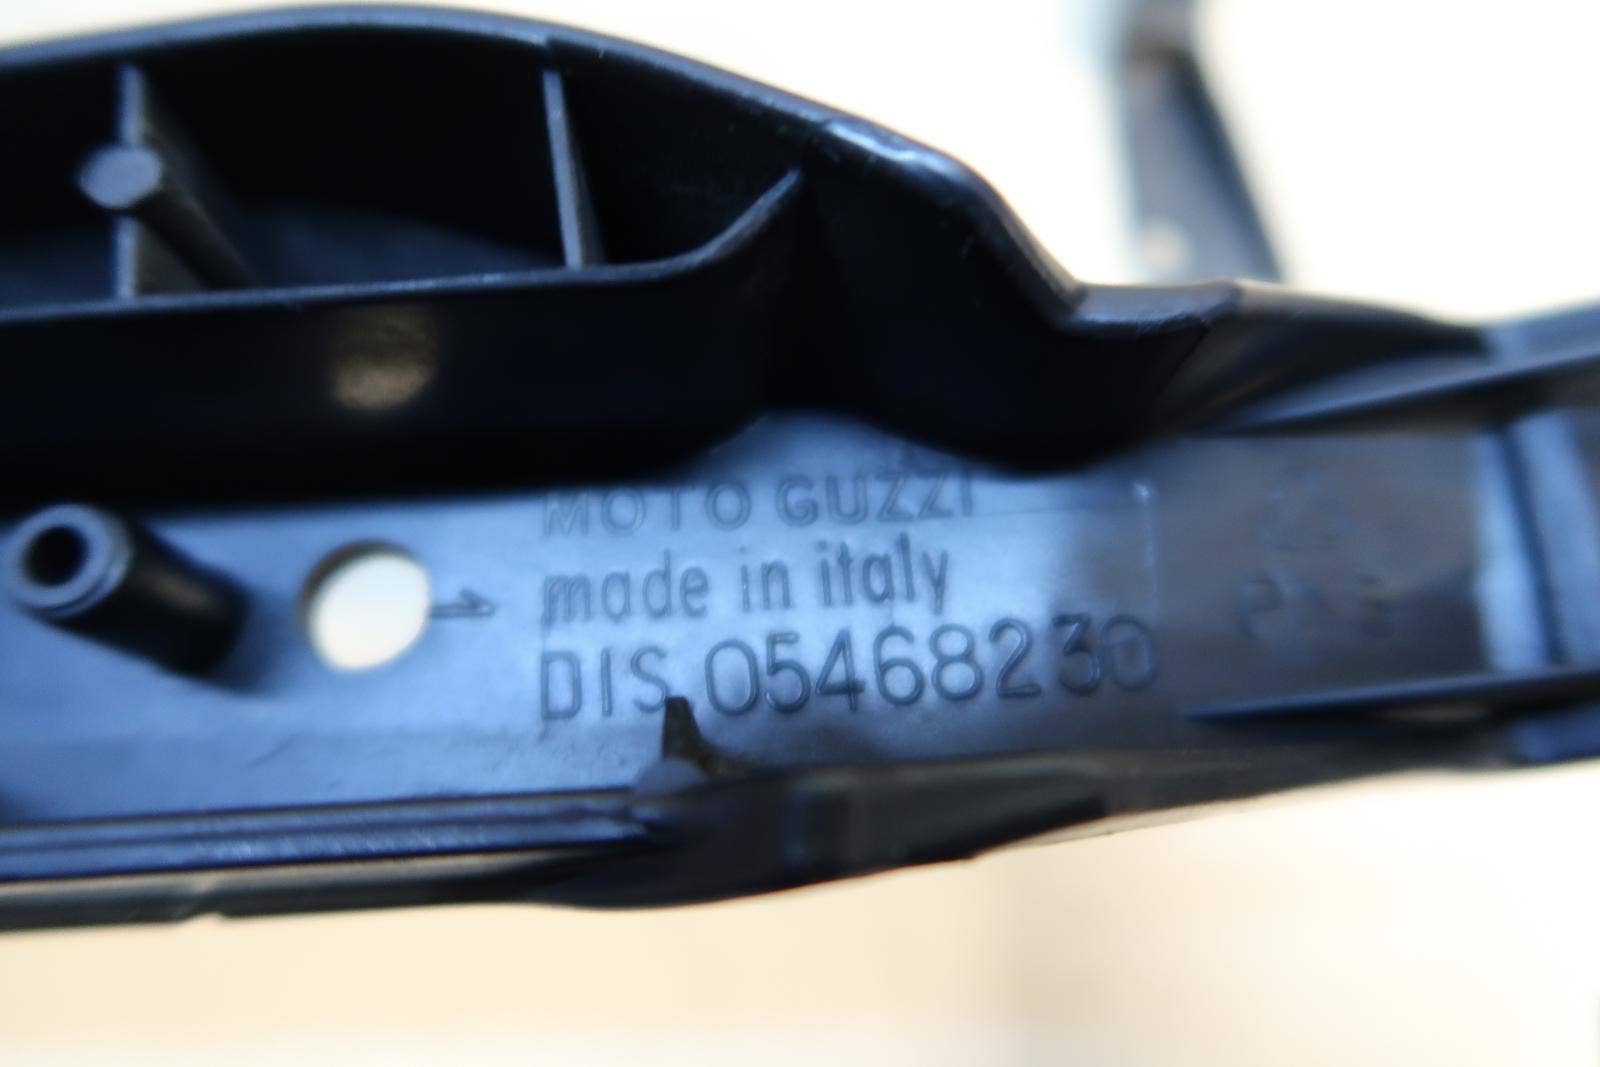 MOTO GUZZI
made in italy
DIS. 05468230